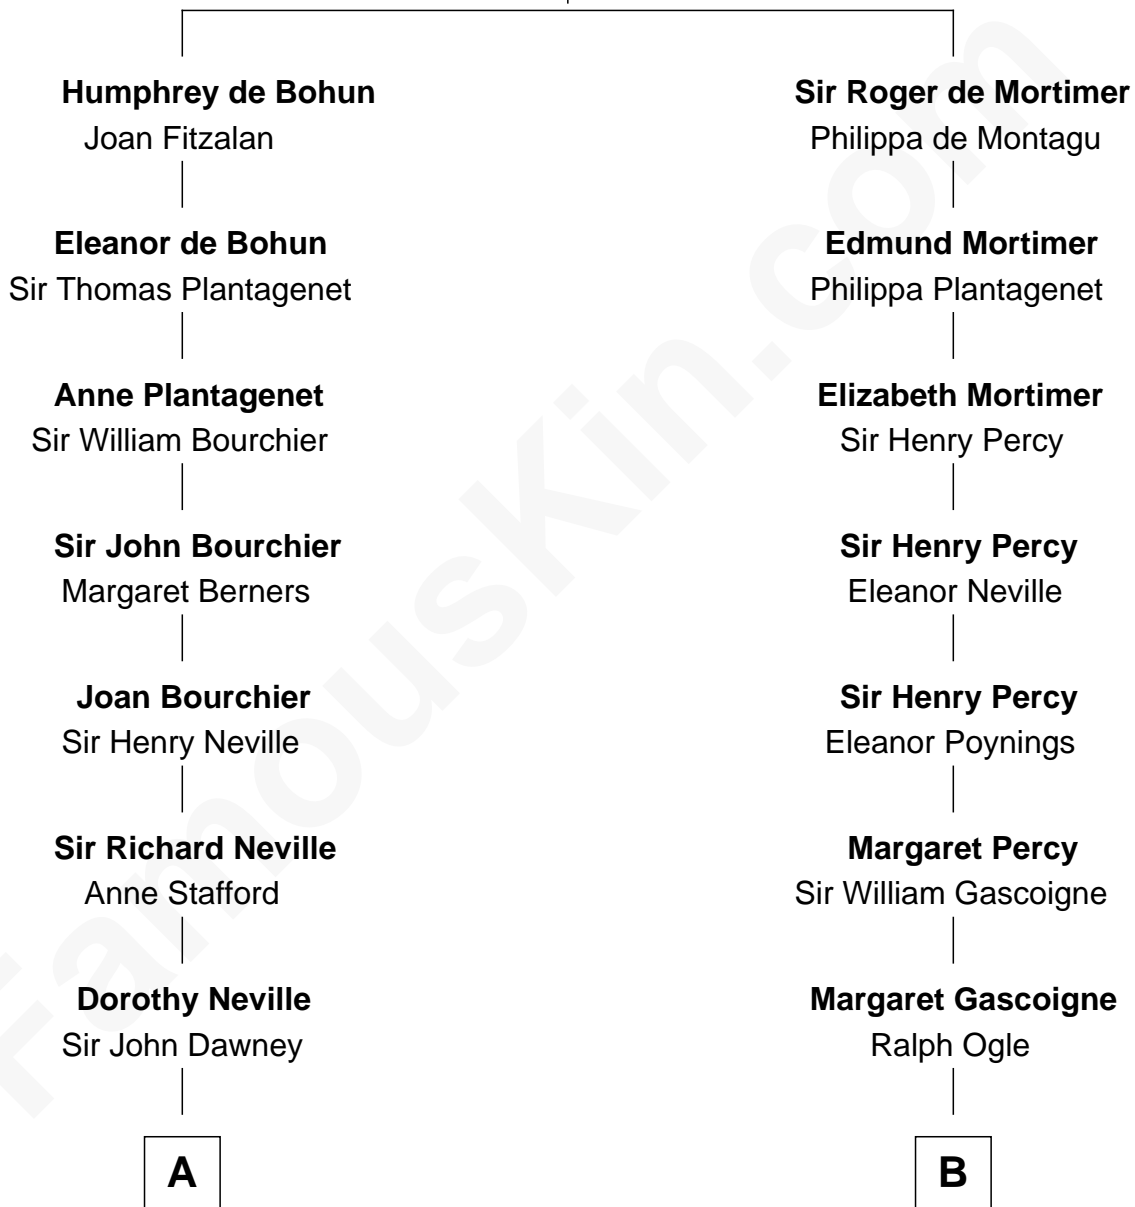 Humphrey de Bohun
Joan Fitzalan
Eleanor de Bohun
Sir Thomas Plantagenet
Anne Plantagenet
Sir William Bourchier
Sir John Bourchier
Margaret Berners
Joan Bourchier
Sir Henry Neville
Sir Richard Neville
Anne Stafford
Dorothy Neville
Sir John Dawney
A
Sir Roger de Mortimer
Philippa de Montagu
Edmund Mortimer
Philippa Plantagenet
Elizabeth Mortimer
Sir Henry Percy
Sir Henry Percy
Eleanor Neville
Sir Henry Percy
Eleanor Poynings
Margaret Percy
Sir William Gascoigne
Margaret Gascoigne
Ralph Ogle
B
FamousKin.com